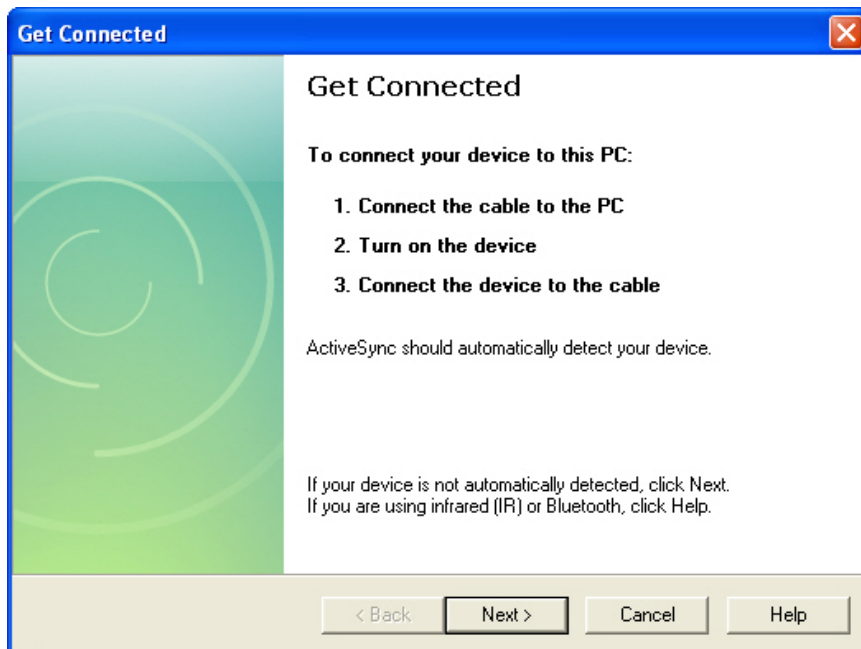 Get Connected
Get Connected
To connect your device to this PC:
1. Connect the cable to the PC
2. Turn on the device
3. Connect the device to the cable
ActiveSync should automatically detect your device.
If your device is not automatically detected, click Next.
If you are using infrared (IR) or Bluetooth, click Help.
< Back Next > Cancel Help